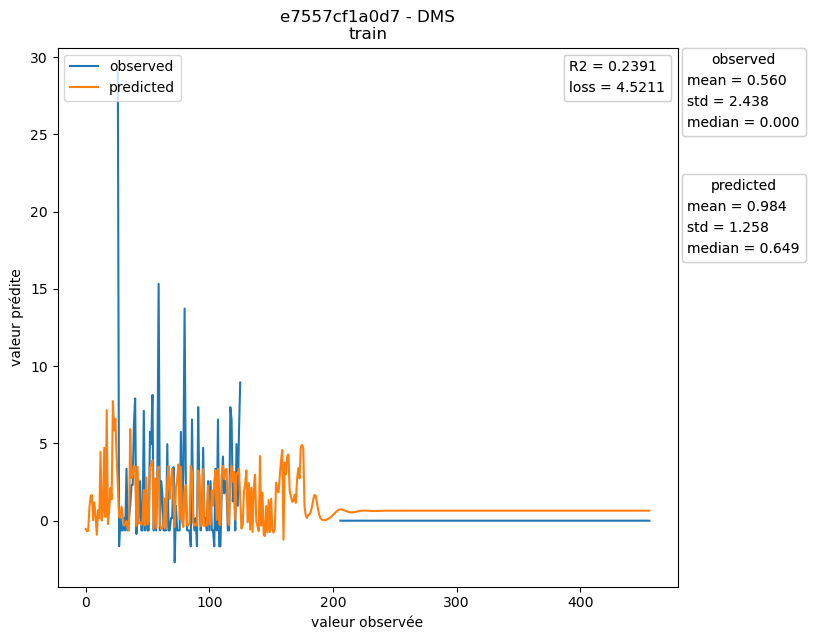 e7557cf1a0d7 - DMS
train
observed
predicted
R2 = 0.2391
loss = 4.5211
observed
mean = 0.560
std = 2.438
median = 0.000
predicted
mean = 0.984
std = 1.258
median = 0.649
valeur prédite
30
25
20
15
10
5
0
0
100
200
300
400
valeur observée